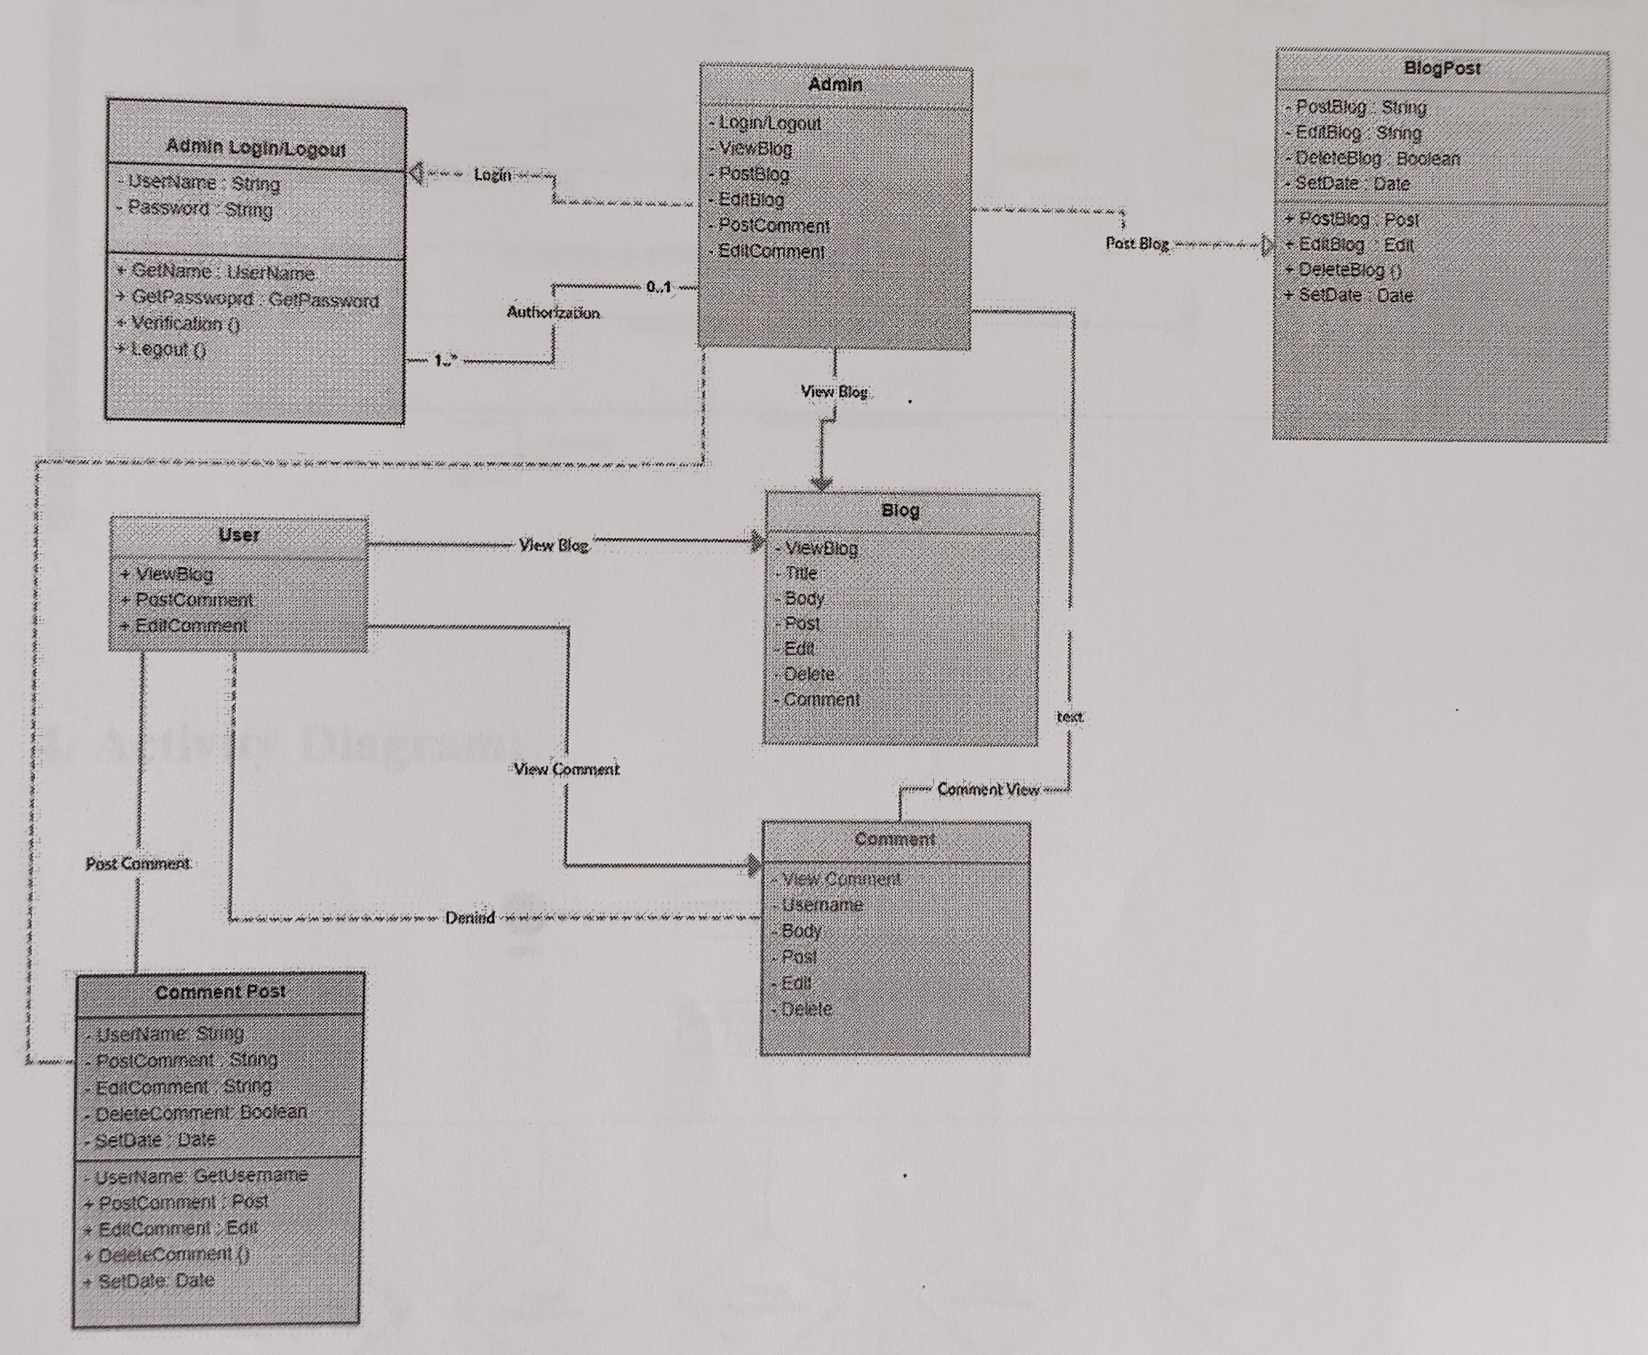 Admin Login/Logout
- UserName : String
- Password : String
+ GetName : UserName
+ GetPasswoprd : GetPassword
+ Verification ()
+ Logout ()
Login
Authorization
0..1
1..*
Admin
- Login/Logout
- ViewBlog
- PostBlog
- EditBlog
- PostComment
- EditComment
Post Blog
BlogPost
- PostBlog : String
- EditBlog : String
- DeleteBlog : Boolean
- SetDate : Date
+ PostBlog : Post
+ EditBlog : Edit
+ DeleteBlog ()
+ SetDate : Date
View Blog
User
+ ViewBlog
+ PostComment
+ EditComment
View Blog
Blog
- ViewBlog
- Title
- Body
- Post
- Edit
- Delete
- Comment
text
4. Activity Diagram:
View Comment
Comment View
Post Comment
Denind
Comment
- View Comment
- Username
- Body
- Post
- Edit
- Delete
Comment Post
- UserName: String
- PostComment : String
- EditComment : String
- DeleteComment: Boolean
- SetDate : Date
- UserName: GetUsername
+ PostComment : Post
+ EditComment : Edit
+ DeleteComment ()
+ SetDate: Date